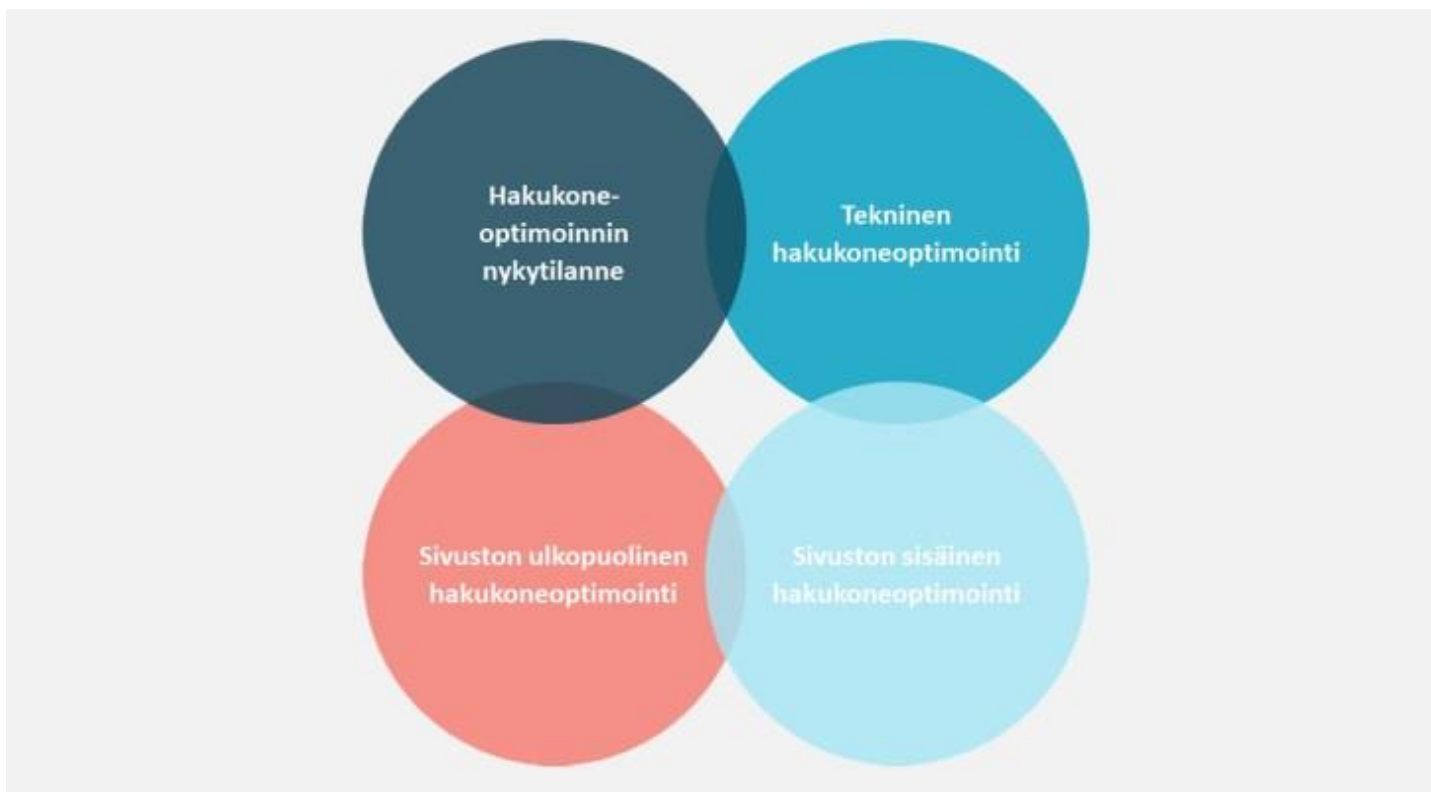 Hakukone-
optimoinnin
nykytilanne
Tekninen
hakukoneoptimointi
Sivuston ulkopuolinen
hakukoneoptimointi
Sivuston sisäinen
hakukoneoptimointi